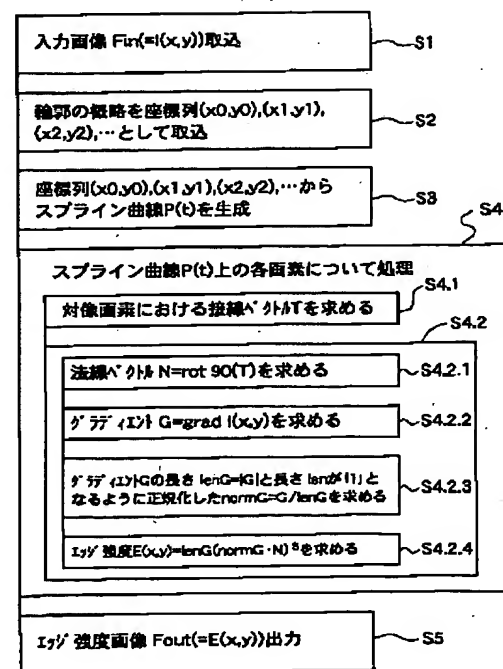 入力画像 Fin(=I(x,y))取込
S1
輪郭の概略を座標列(x0,y0),(x1,y1),
(x2,y2),…として取込
S2
座標列(x0,y0),(x1,y1),(x2,y2),…から
スプライン曲線P(t)を生成
S3
S4
スプライン曲線P(t)上の各画素について処理
S4.1
対像画素における接線ベクトルTを求める
S4.2
法線ベクトル N=rot 90(T)を求める
S4.2.1
グラディエント G=grad I(x,y)を求める
S4.2.2
グラディエントGの長さ lenG=|G|と長さ lenが「1」と
なるように正規化したnormG=G/lenGを求める
S4.2.3
エッジ強度E(x,y)=lenG(normG・N)ᵃを求める
S4.2.4
エッジ強度画像 Fout(=E(x,y))出力
S5